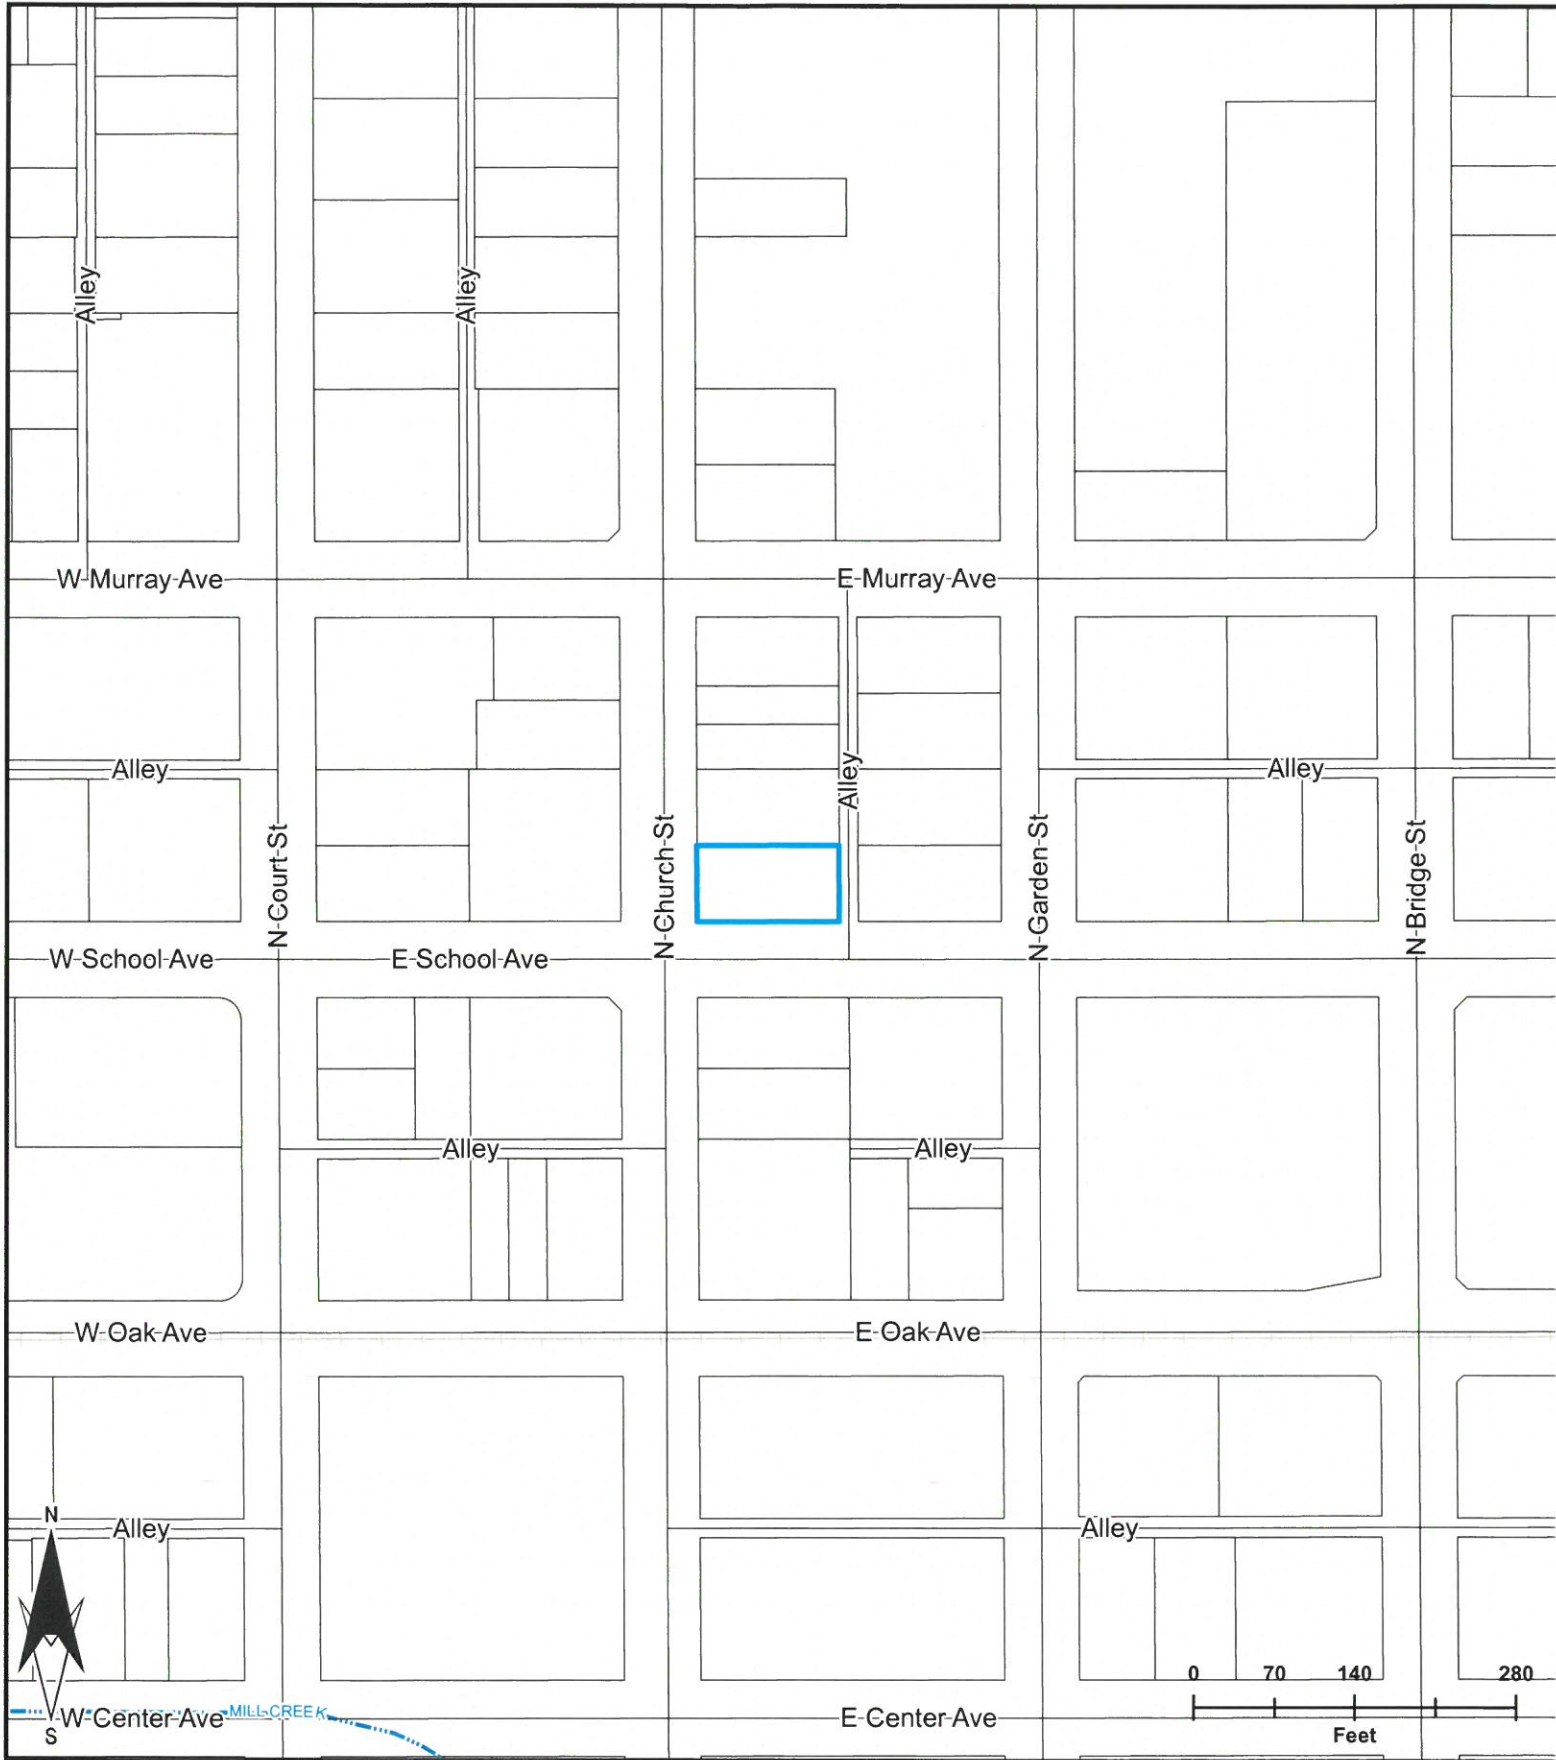 Alley
Alley
W Murray Ave
E Murray Ave
Alley
Alley
Alley
N Court St
N Church St
N Garden St
N Bridge St
W School Ave
E School Ave
Alley
Alley
W Oak Ave
E Oak Ave
N
Alley
Alley
0 70 140 280
Feet
W Center Ave
MILL CREEK
E Center Ave
S